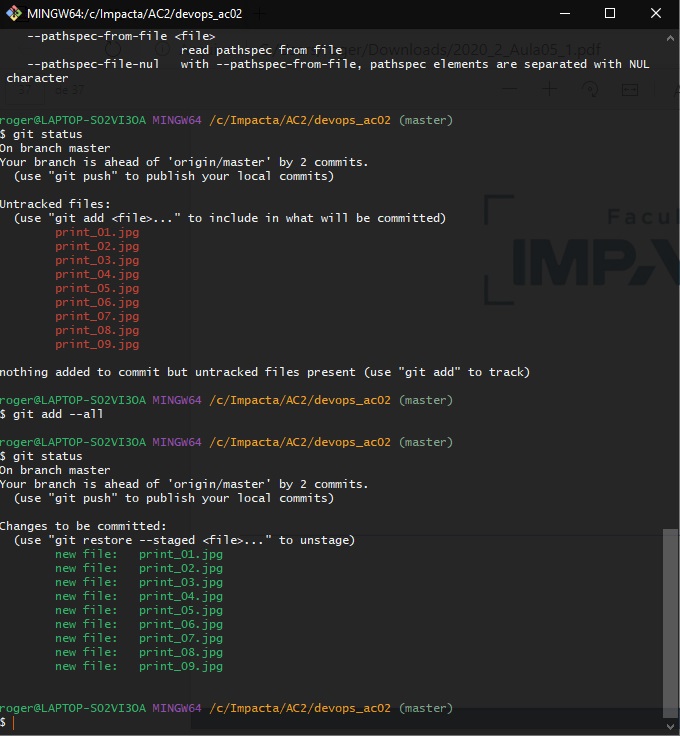 MINGW64:/c/Impacta/AC2/devops_ac02
--pathspec-from-file <file>
read pathspec from file
--pathspec-file-nul   with --pathspec-from-file, pathspec elements are separated with NUL
character
roger@LAPTOP-SO2VI3OA MINGW64 /c/Impacta/AC2/devops_ac02 (master)
$ git status
On branch master
Your branch is ahead of 'origin/master' by 2 commits.
(use "git push" to publish your local commits)
Untracked files:
(use "git add <file>..." to include in what will be committed)
print_01.jpg
print_02.jpg
print_03.jpg
print_04.jpg
print_05.jpg
print_06.jpg
print_07.jpg
print_08.jpg
print_09.jpg
nothing added to commit but untracked files present (use "git add" to track)
roger@LAPTOP-SO2VI3OA MINGW64 /c/Impacta/AC2/devops_ac02 (master)
$ git add --all
roger@LAPTOP-SO2VI3OA MINGW64 /c/Impacta/AC2/devops_ac02 (master)
$ git status
On branch master
Your branch is ahead of 'origin/master' by 2 commits.
(use "git push" to publish your local commits)
Changes to be committed:
(use "git restore --staged <file>..." to unstage)
new file:   print_01.jpg
new file:   print_02.jpg
new file:   print_03.jpg
new file:   print_04.jpg
new file:   print_05.jpg
new file:   print_06.jpg
new file:   print_07.jpg
new file:   print_08.jpg
new file:   print_09.jpg
roger@LAPTOP-SO2VI3OA MINGW64 /c/Impacta/AC2/devops_ac02 (master)
$